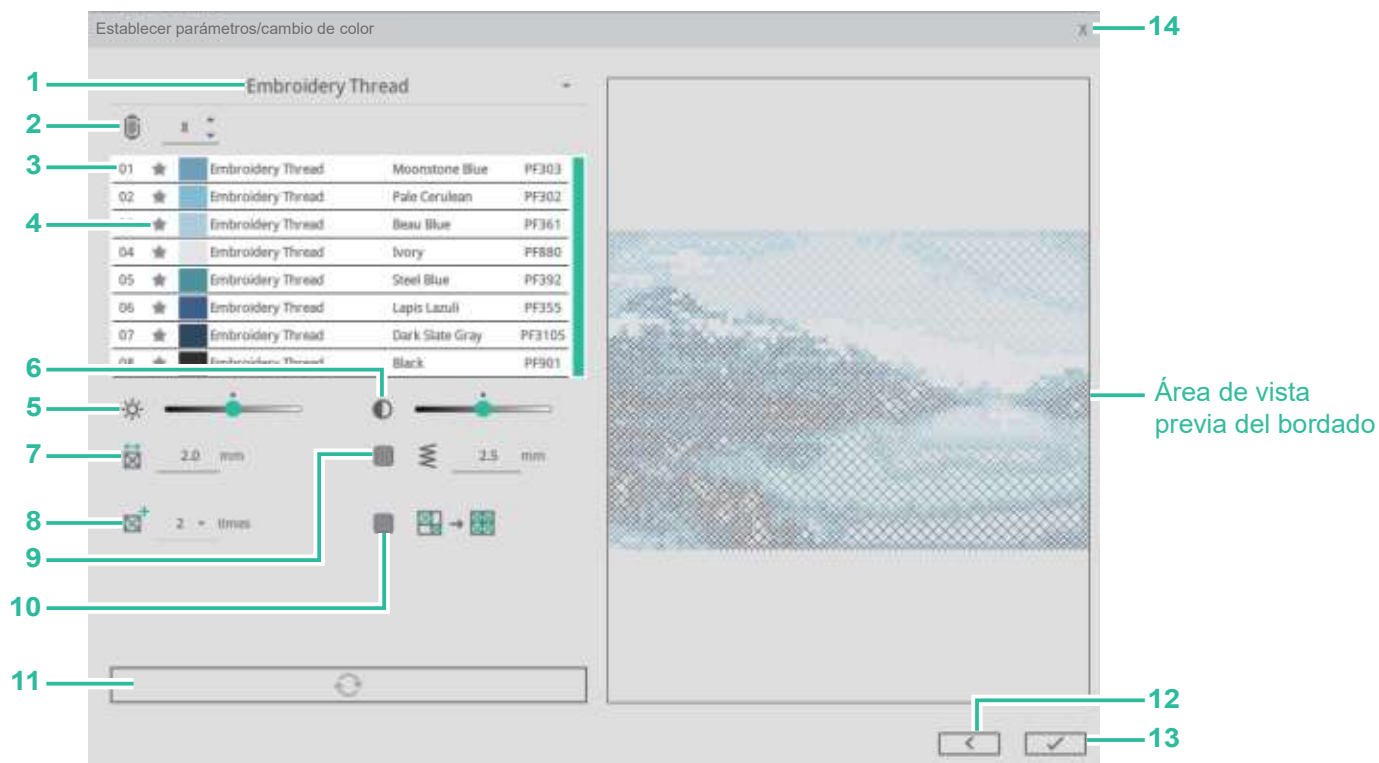 Establecer parámetros/cambio de color
X
14
1
Embroidery Thread
2
8
3
01 Embroidery Thread Moonstone Blue PF303
02 Embroidery Thread Pale Cerulean PF302
4
Embroidery Thread Beau Blue PF361
04 Embroidery Thread Ivory PF880
05 Embroidery Thread Steel Blue PF392
06 Embroidery Thread Lapis Lazuli PF355
07 Embroidery Thread Dark Slate Gray PF3105
08 Embroidery Thread Black PF901
6
5
Área de vista
previa del bordado
7
2.0 mm
2.5 mm
8
2 times
9
10
11
12
13